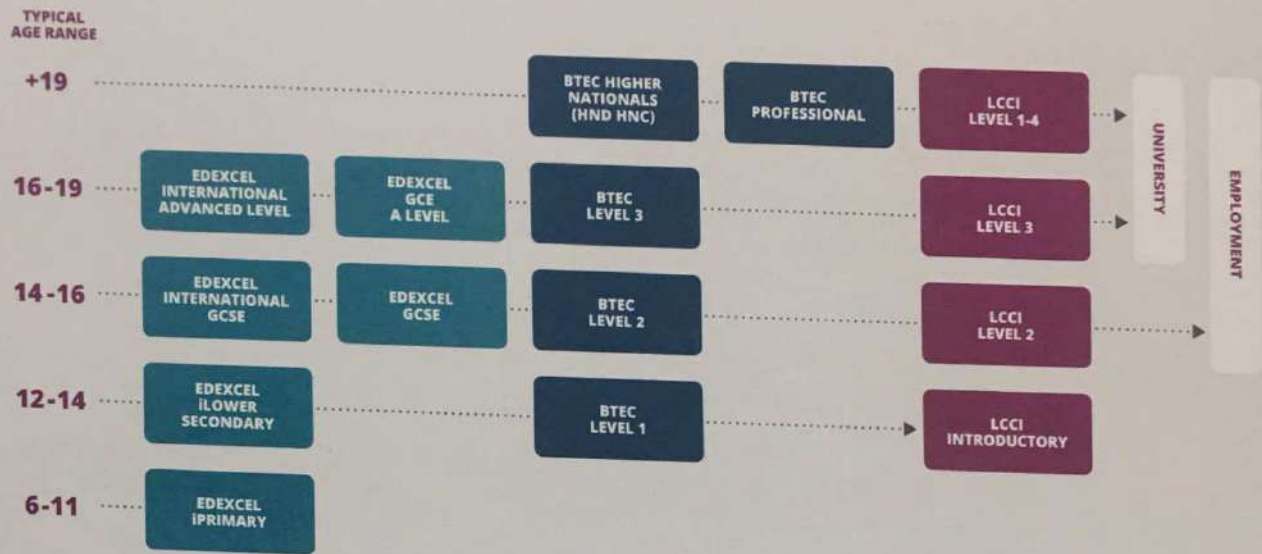 TYPICAL
AGE RANGE
+19
BTEC HIGHER
NATIONALS
(HND HNC)
BTEC
PROFESSIONAL
LCCI
LEVEL 1-4
UNIVERSITY
EMPLOYMENT
16-19
EDEXCEL
INTERNATIONAL
ADVANCED LEVEL
EDEXCEL
GCE
A LEVEL
BTEC
LEVEL 3
LCCI
LEVEL 3
14-16
EDEXCEL
INTERNATIONAL
GCSE
EDEXCEL
GCSE
BTEC
LEVEL 2
LCCI
LEVEL 2
12-14
EDEXCEL
iLOWER
SECONDARY
BTEC
LEVEL 1
LCCI
INTRODUCTORY
6-11
EDEXCEL
iPRIMARY